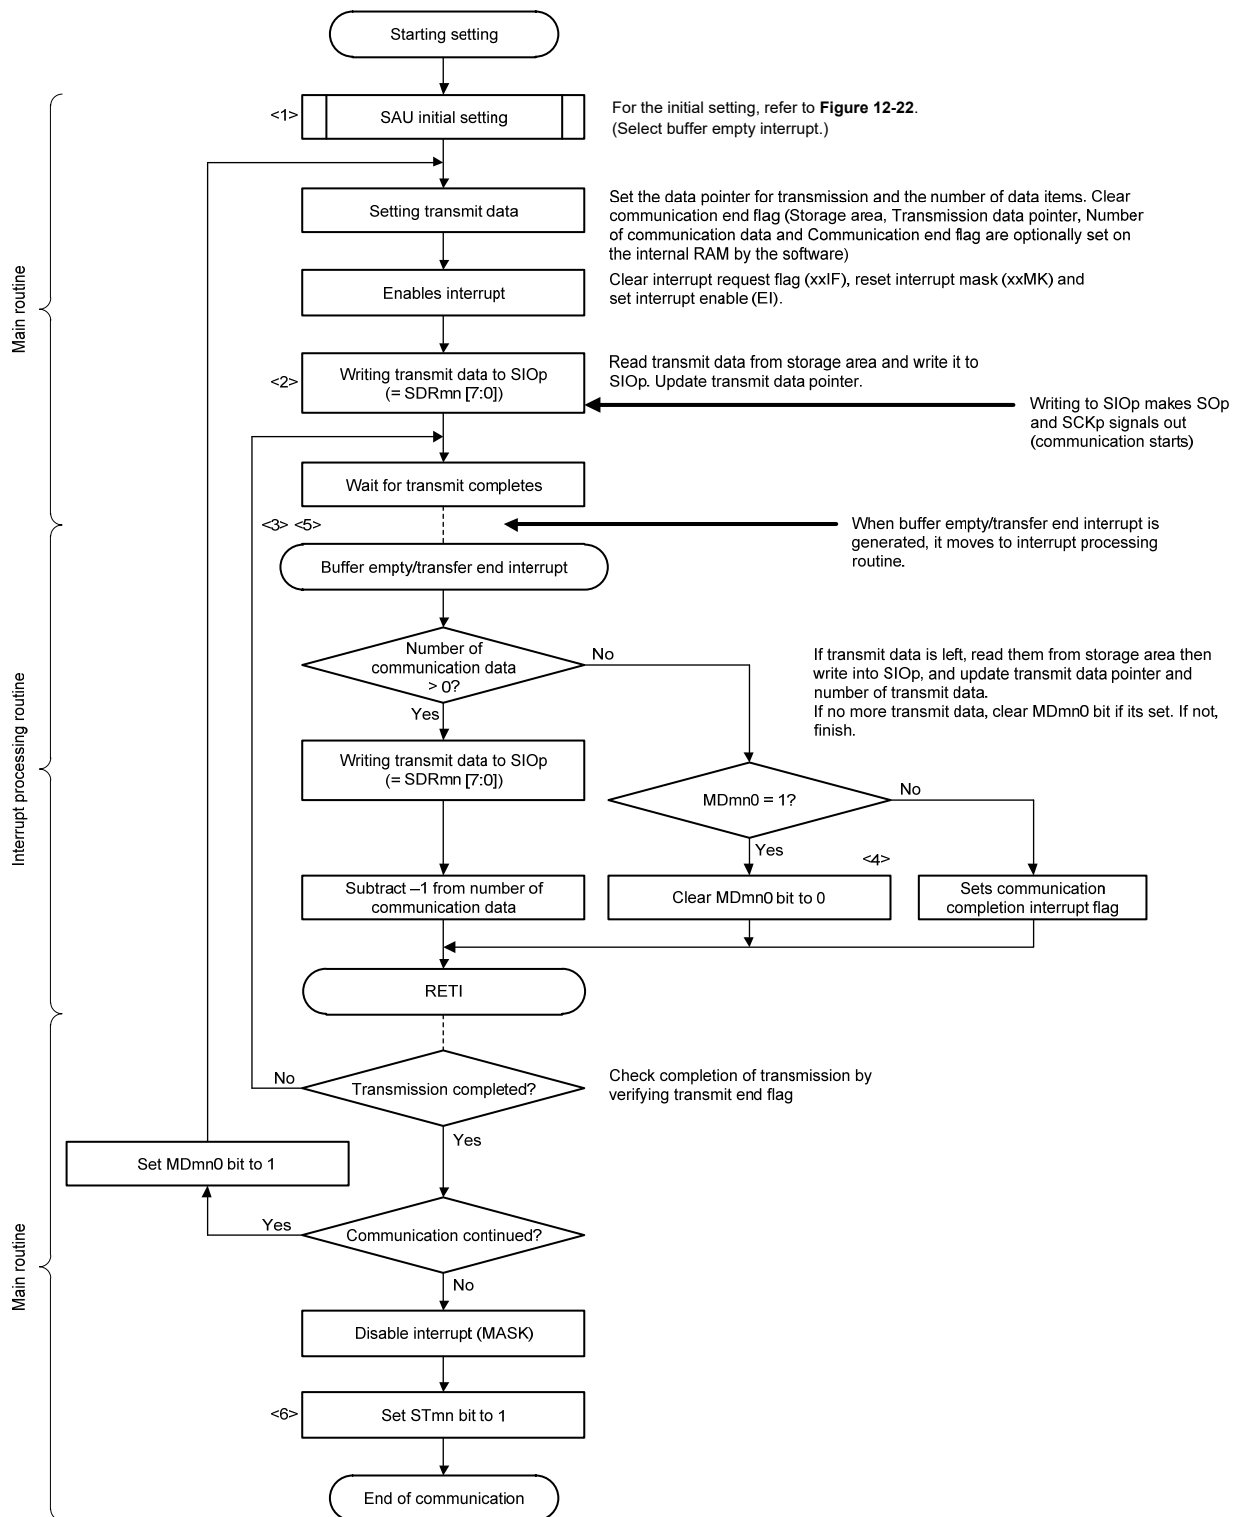 Starting setting
<1>
SAU initial setting
For the initial setting, refer to Figure 12-22.
(Select buffer empty interrupt.)
Setting transmit data
Set the data pointer for transmission and the number of data items. Clear
communication end flag (Storage area, Transmission data pointer, Number
of communication data and Communication end flag are optionally set on
the internal RAM by the software)
Main routine
Enables interrupt
Clear interrupt request flag (xxIF), reset interrupt mask (xxMK) and
set interrupt enable (EI).
<2>
Writing transmit data to SIOp
(= SDRmn [7:0])
Read transmit data from storage area and write it to
SIOp. Update transmit data pointer.
Writing to SIOp makes SOp
and SCKp signals out
(communication starts)
Wait for transmit completes
<3> <5>
When buffer empty/transfer end interrupt is
generated, it moves to interrupt processing
routine.
Buffer empty/transfer end interrupt
Number of
communication data
> 0?
No
Yes
If transmit data is left, read them from storage area then
write into SIOp, and update transmit data pointer and
number of transmit data.
If no more transmit data, clear MDmn0 bit if its set. If not,
finish.
Interrupt processing routine
Writing transmit data to SIOp
(= SDRmn [7:0])
MDmn0 = 1?
No
Yes
<4>
Subtract –1 from number of
communication data
Clear MDmn0 bit to 0
Sets communication
completion interrupt flag
RETI
Transmission completed?
No
Yes
Check completion of transmission by
verifying transmit end flag
Set MDmn0 bit to 1
Communication continued?
Yes
No
Main routine
Disable interrupt (MASK)
<6>
Set STmn bit to 1
End of communication